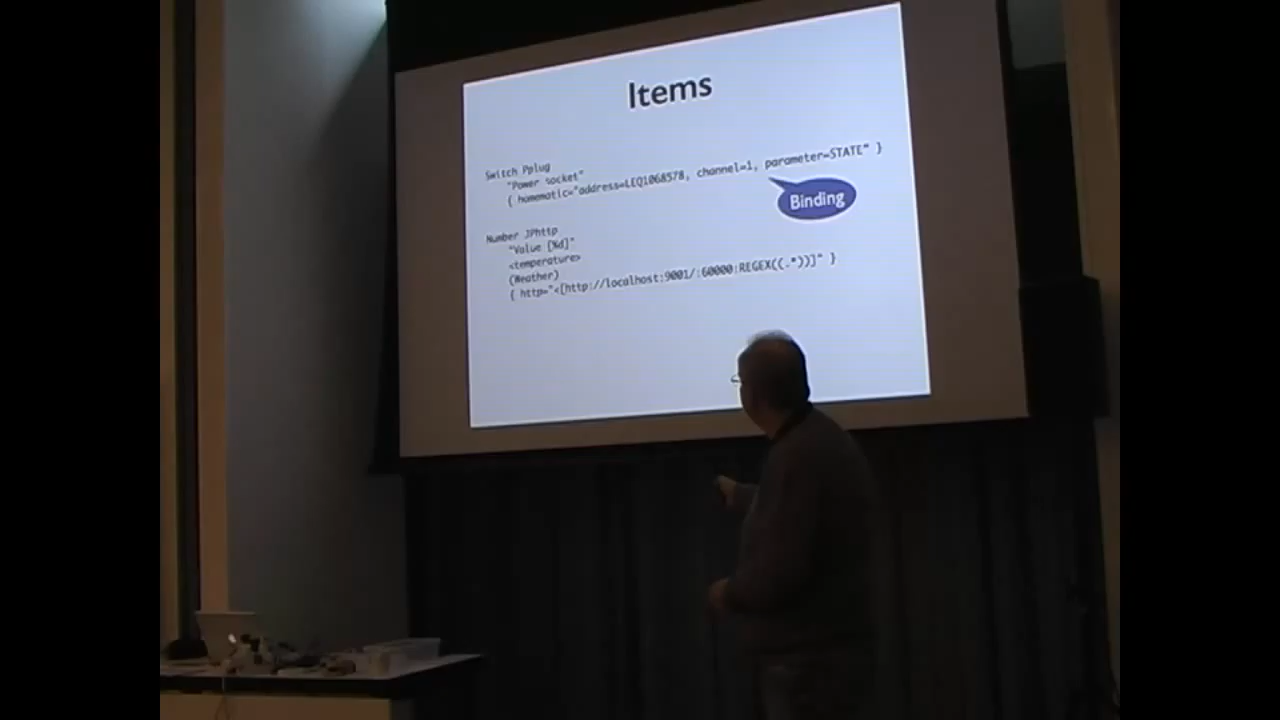 Items
Switch Pplug
"Power socket"
{ homematic="address=LEQ1068578, channel=1, parameter=STATE" }
Binding
Number JPhttp
"Value [%d]"
<temperature>
(Weather)
{ http="<[http://localhost:9001/:60000:REGEX((.*))]" }